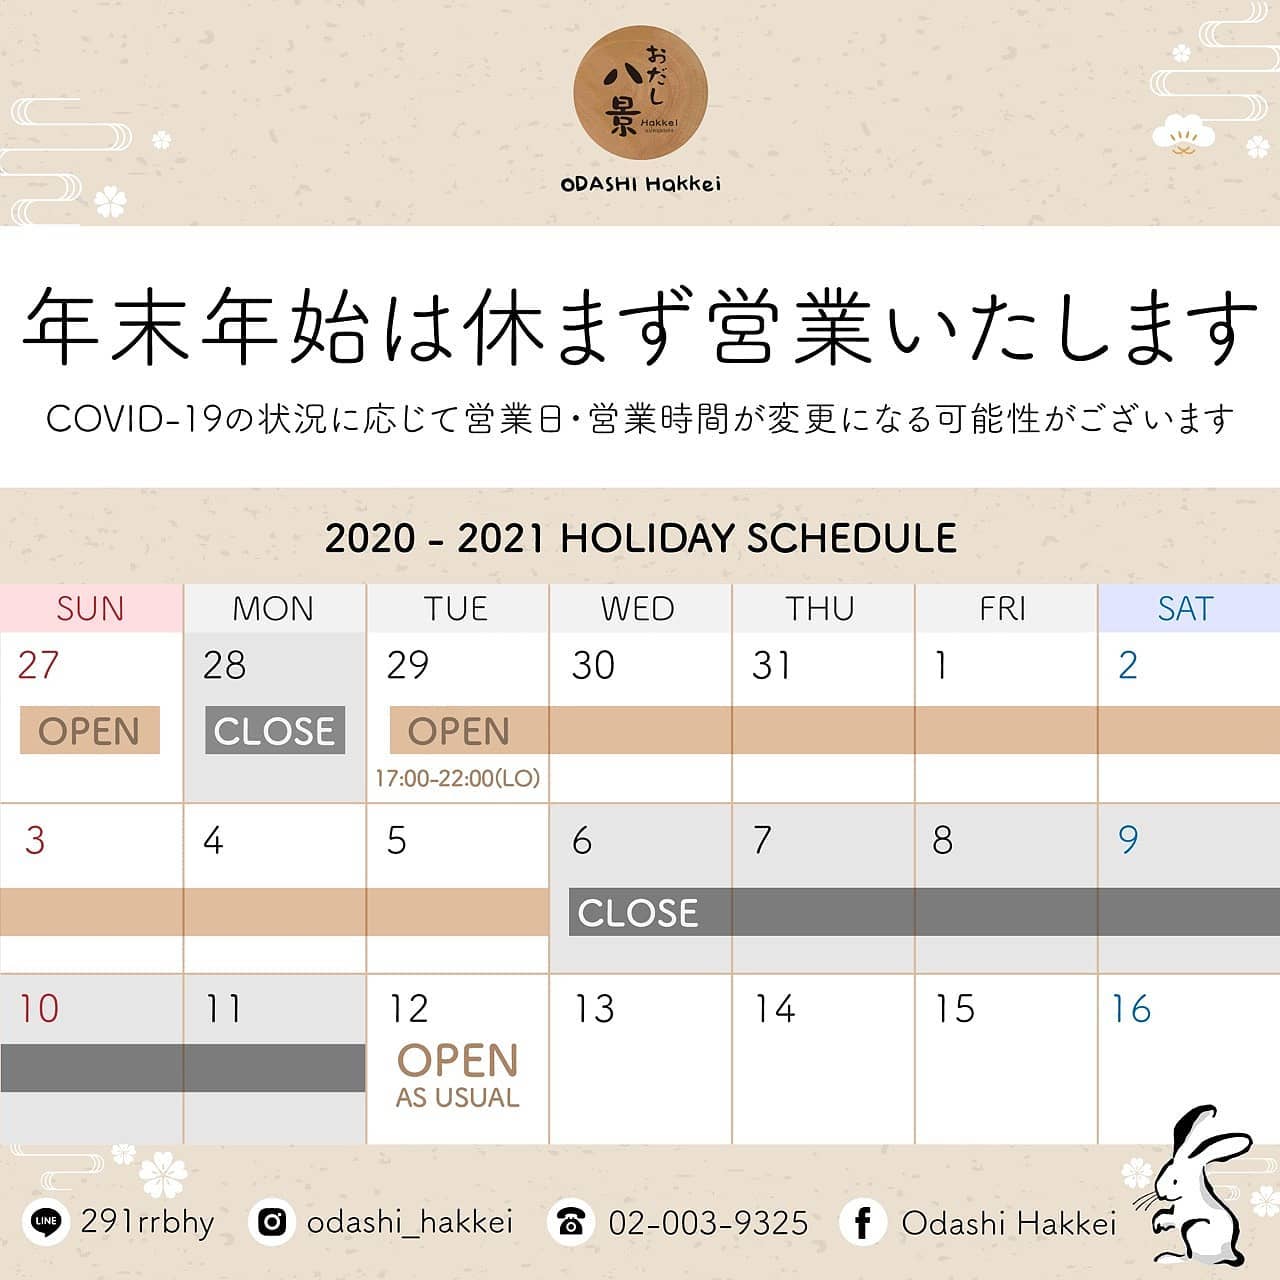 おだし
八景
Hakkei
ODASHI Hakkei
年末年始は休まず営業いたします
COVID-19の状況に応じて営業日・営業時間が変更になる可能性がございます
2020 - 2021 HOLIDAY SCHEDULE
SUN MON TUE WED THU FRI SAT
27 28 29 30 31 1 2
OPEN CLOSE OPEN
17:00-22:00(LO)
3 4 5 6 7 8 9
CLOSE
10 11 12 13 14 15 16
OPEN
AS USUAL
LINE 291rrbhy odashi_hakkei 02-003-9325 f Odashi Hakkei